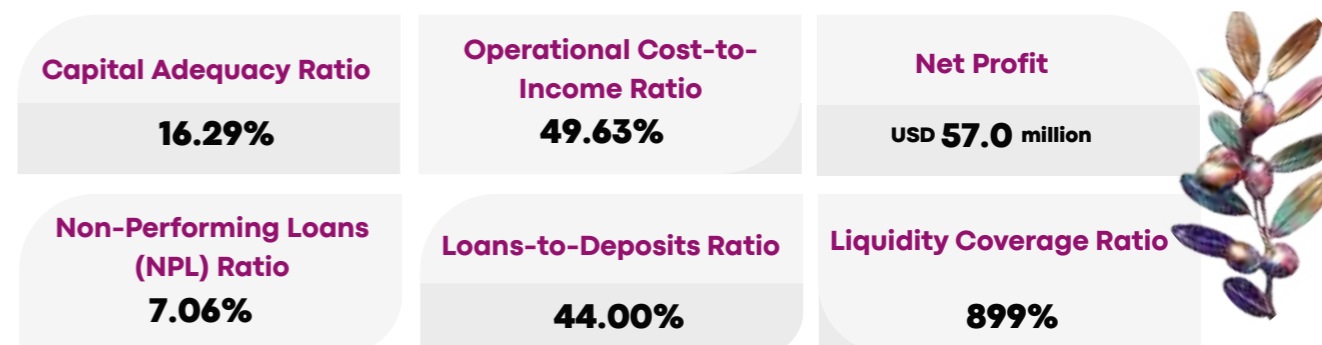 Capital Adequacy Ratio
16.29%
Operational Cost-to-
Income Ratio
49.63%
Net Profit
USD 57.0 million
Non-Performing Loans
(NPL) Ratio
7.06%
Loans-to-Deposits Ratio
44.00%
Liquidity Coverage Ratio
899%